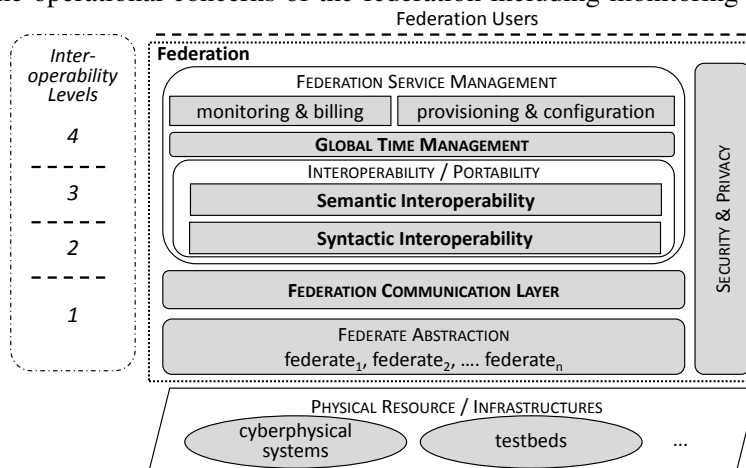 ne operational concerns of the federation including monitoring
Federation Users
Inter-
operability
Levels
4
3
2
1
Federation
FEDERATION SERVICE MANAGEMENT
monitoring & billing
provisioning & configuration
GLOBAL TIME MANAGEMENT
INTEROPERABILITY / PORTABILITY
Semantic Interoperability
Syntactic Interoperability
FEDERATION COMMUNICATION LAYER
FEDERATE ABSTRACTION
federate1, federate2, .... federaten
SECURITY & PRIVACY
PHYSICAL RESOURCE / INFRASTRUCTURES
cyberphysical
systems
testbeds
...